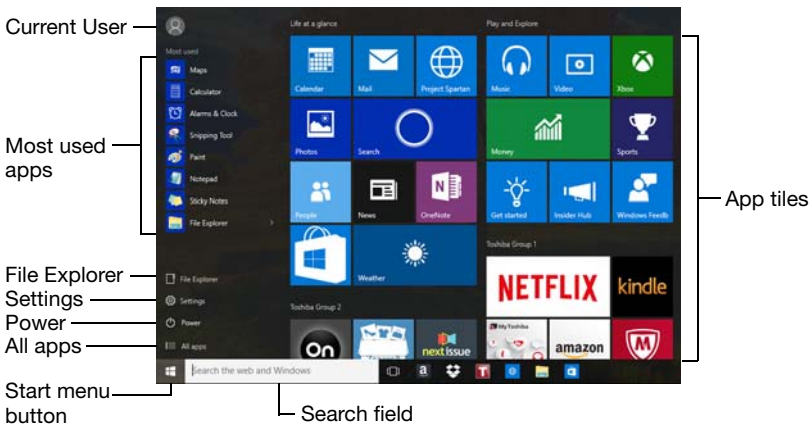 Current User
Most used apps
File Explorer
Settings
Power
All apps
Start menu button
Search field
App tiles
Most used
Maps
Calculator
Alarms & Clock
Snipping Tool
Paint
Notepad
Sticky Notes
File Explorer
File Explorer
Settings
Power
All apps
Search the web and Windows
Life at a glance
Calendar
Mail
Project Spartan
Photos
Search
People
News
N
OneNote
Weather
Toshiba Group 2
On
next issue
Play and Explore
Music
Video
Xbox
Money
Sports
Get started
Insider Hub
Windows Feedb
Toshiba Group 1
NETFLIX
kindle
My Toshiba
amazon
M
a
T